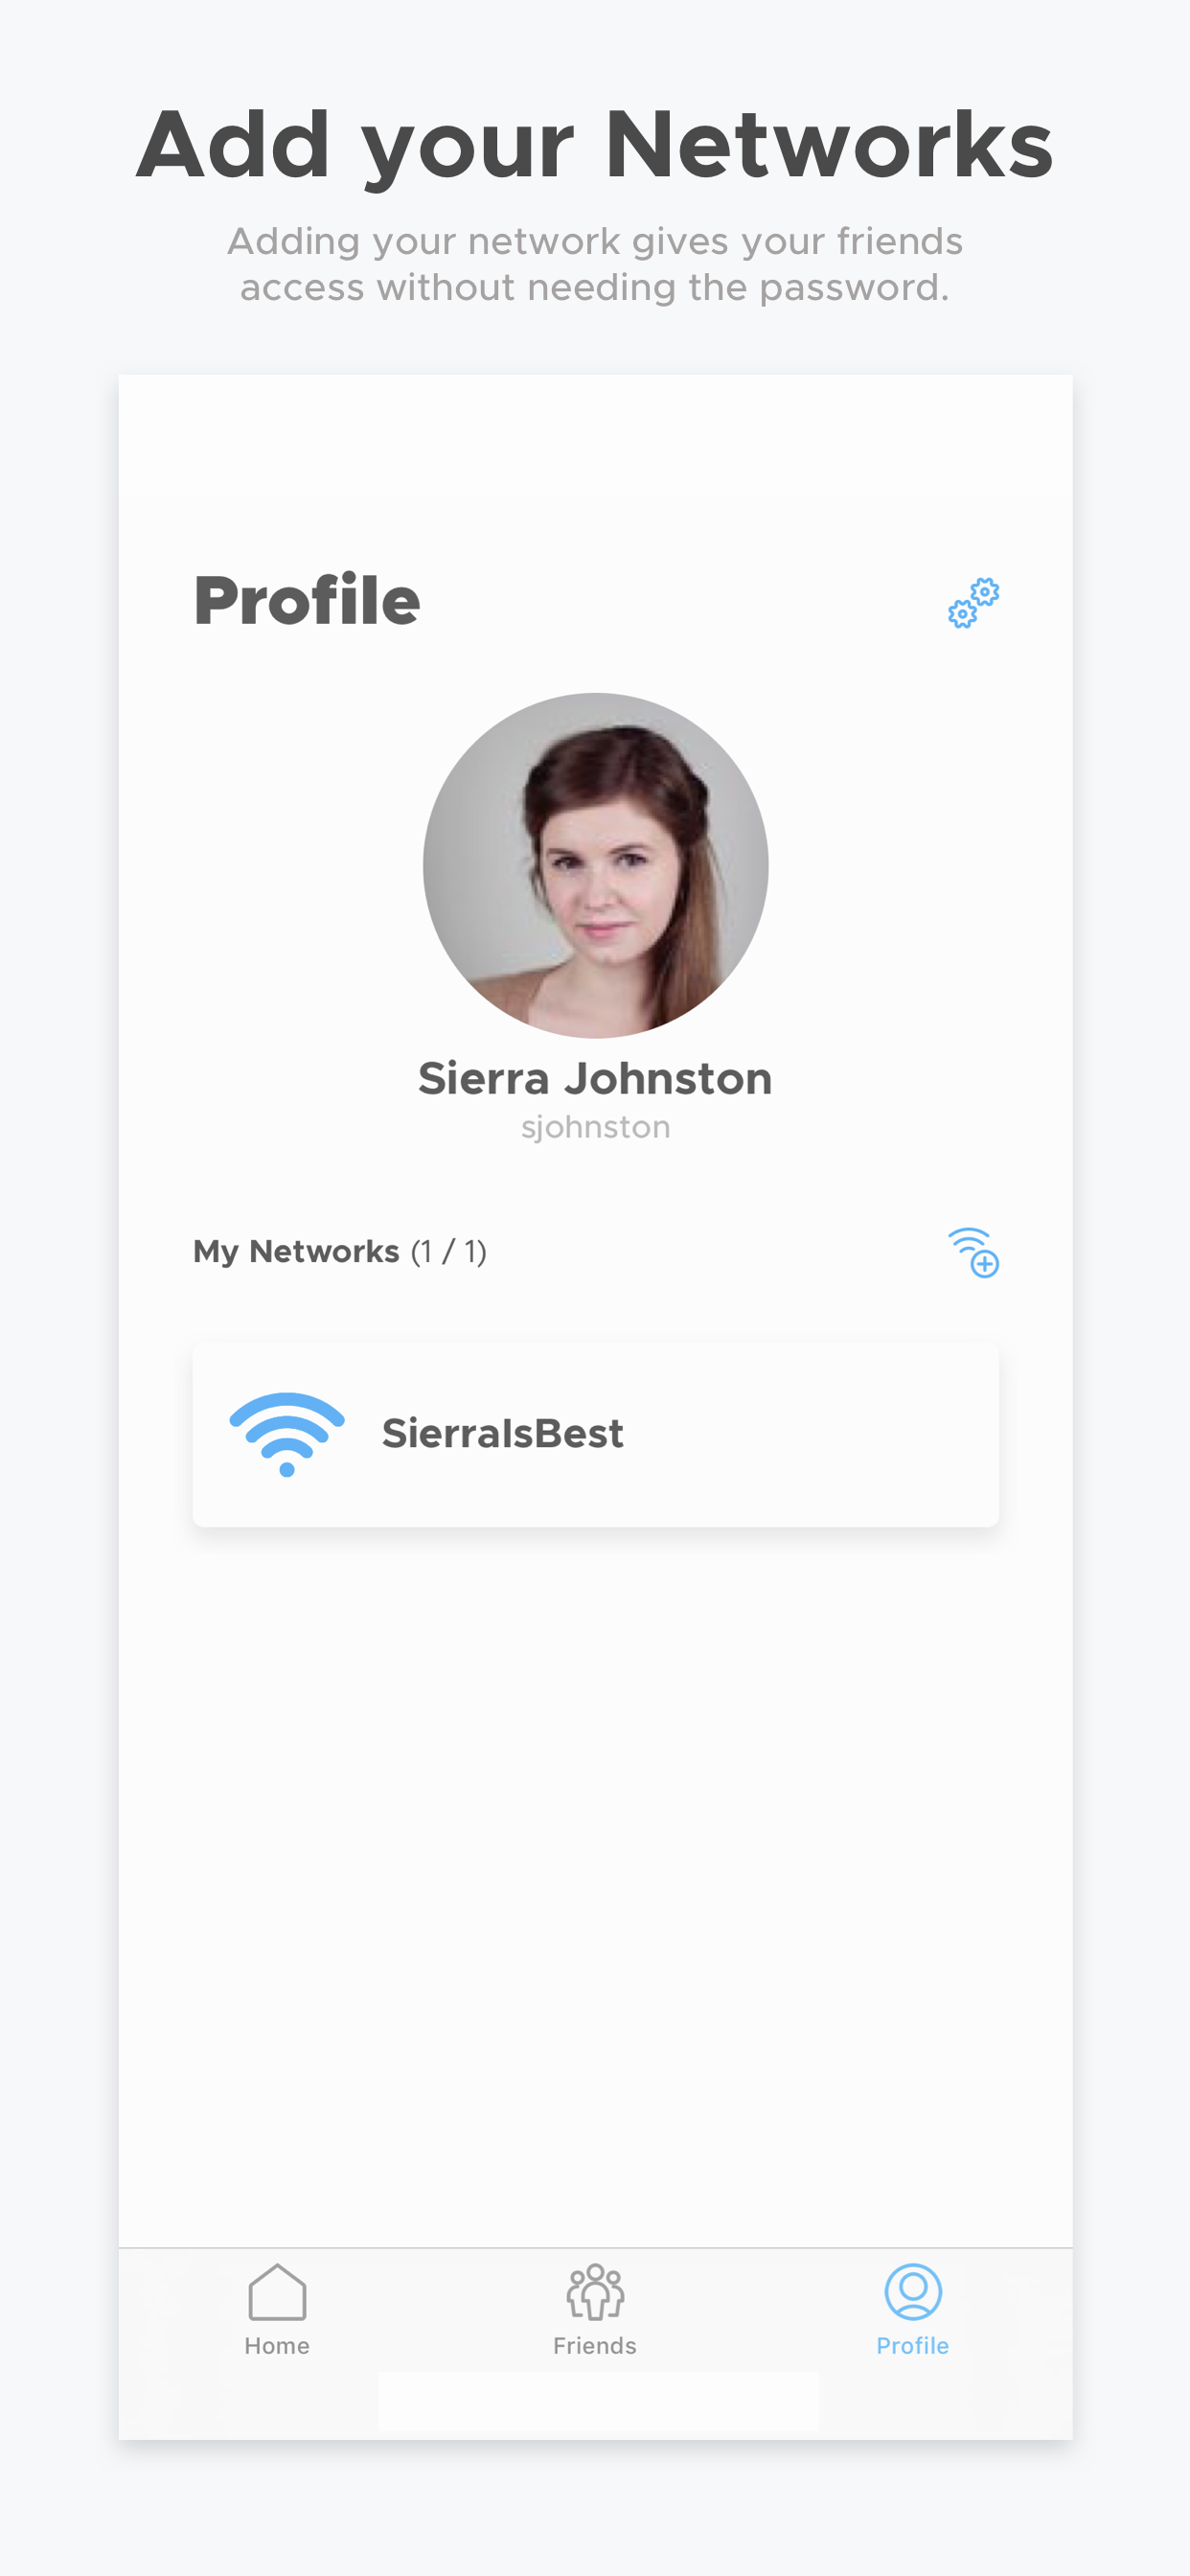 Add your Networks
Adding your network gives your friends
access without needing the password.
Profile
Sierra Johnston
sjohnston
My Networks (1 / 1)
SierraIsBest
Home
Friends
Profile